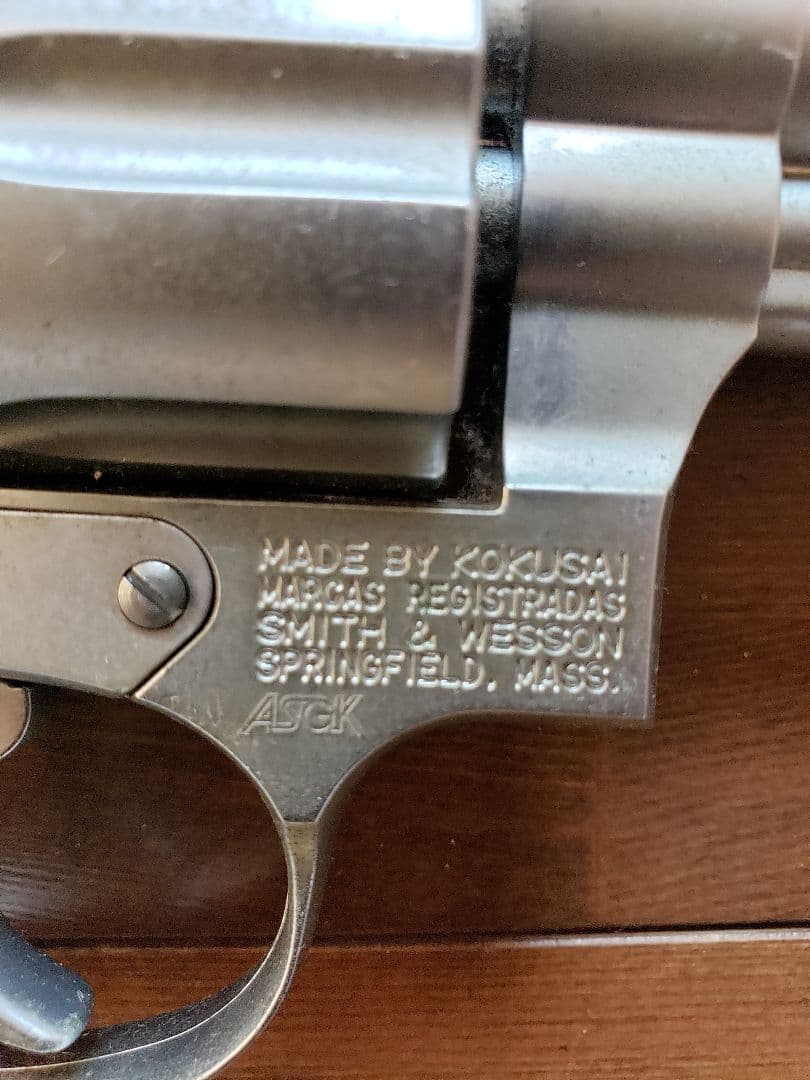 MADE BY KOKUSAI
MARCAS REGISTRADAS
SMITH & WESSON
SPRINGFIELD, MASS.
ASGK